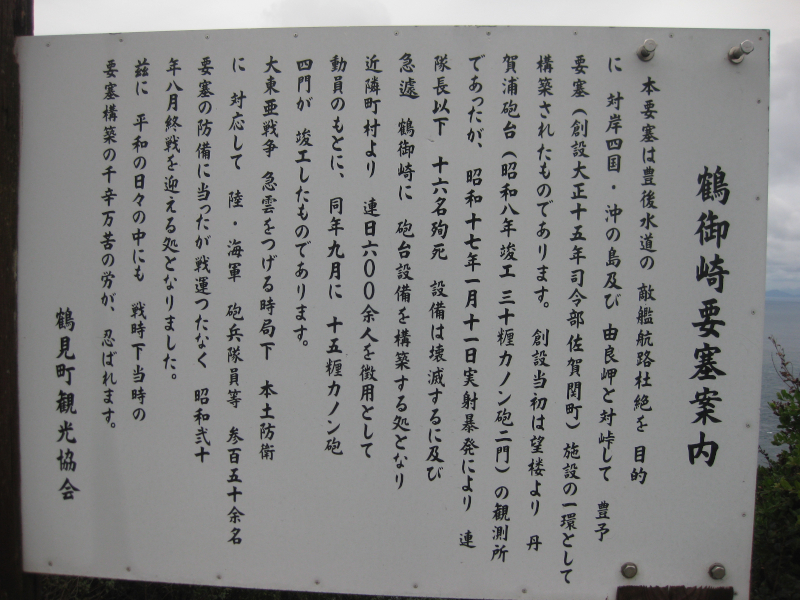 鶴御崎要塞案内
本要塞は豊後水道の 敵艦航路杜絶を 目的
に 対岸四国・沖の島及び 由良岬と対峙して 豊予
要塞（創設大正十五年司令部佐賀関町）施設の一環として
構築されたものであります。 創設当初は望楼より 丹
賀浦砲台（昭和八年竣工 三十糎カノン砲二門）の観測所
であったが、昭和十七年一月十一日実射暴発により 連
隊長以下 十六名殉死 設備は壊滅するに及び
急遽 鶴御崎に 砲台設備を構築する処となり
近隣町村より 連日六〇〇余人を徴用として
動員のもとに、同年九月に 十五糎カノン砲
四門が 竣工したものであります。
大東亜戦争 急雲をつげる時局下 本土防衛
に 対応して 陸・海軍 砲兵隊員等 参百五十余名
要塞の防備に当ったが戦運つたなく 昭和弐十
年八月終戦を迎える処となりました。
茲に 平和の日々の中にも 戦時下当時の
要塞構築の千辛万苦の労が、忍ばれます。
鶴見町観光協会